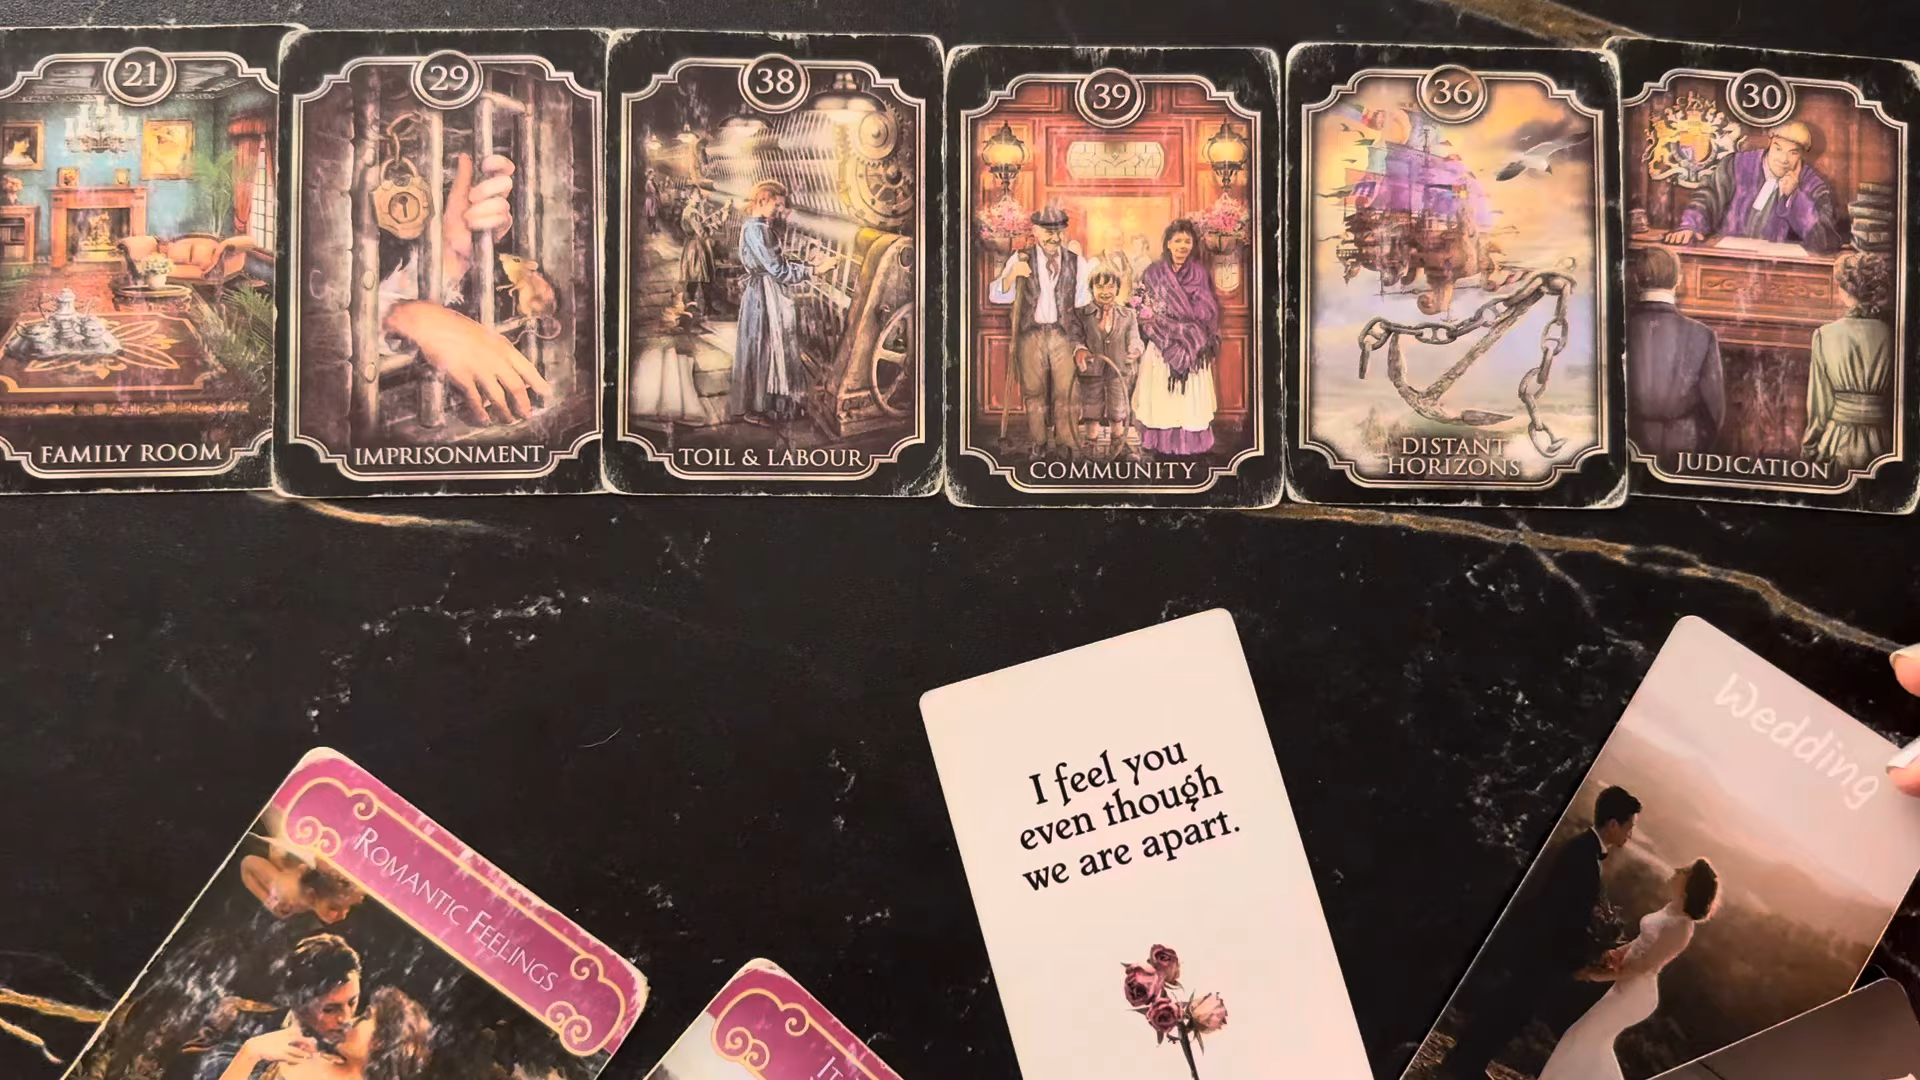 21
29
38
39
36
30
FAMILY ROOM
IMPRISONMENT
TOIL & LABOUR
COMMUNITY
DISTANT
HORIZONS
JUDICATION
ROMANTIC FEELINGS
I feel you
even though
we are apart.
Wedding